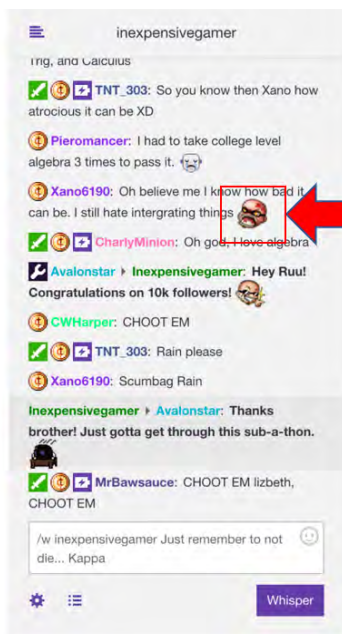 inexpensivegamer
Trig, and Calculus
TNT_303: So you know then Xano how
atrocious it can be XD
Pieromancer: I had to take college level
algebra 3 times to pass it.
Xano6190: Oh believe me I know how bad it
can be. I still hate intergrating things
CharlyMinion: Oh god, I love algebra
Avalonstar ▸ Inexpensivegamer: Hey Ruu!
Congratulations on 10k followers!
CWHarper: CHOOT EM
TNT_303: Rain please
Xano6190: Scumbag Rain
Inexpensivegamer ▸ Avalonstar: Thanks
brother! Just gotta get through this sub-a-thon.
MrBawsauce: CHOOT EM lizbeth,
CHOOT EM
/w inexpensivegamer Just remember to not
die... Kappa
Whisper